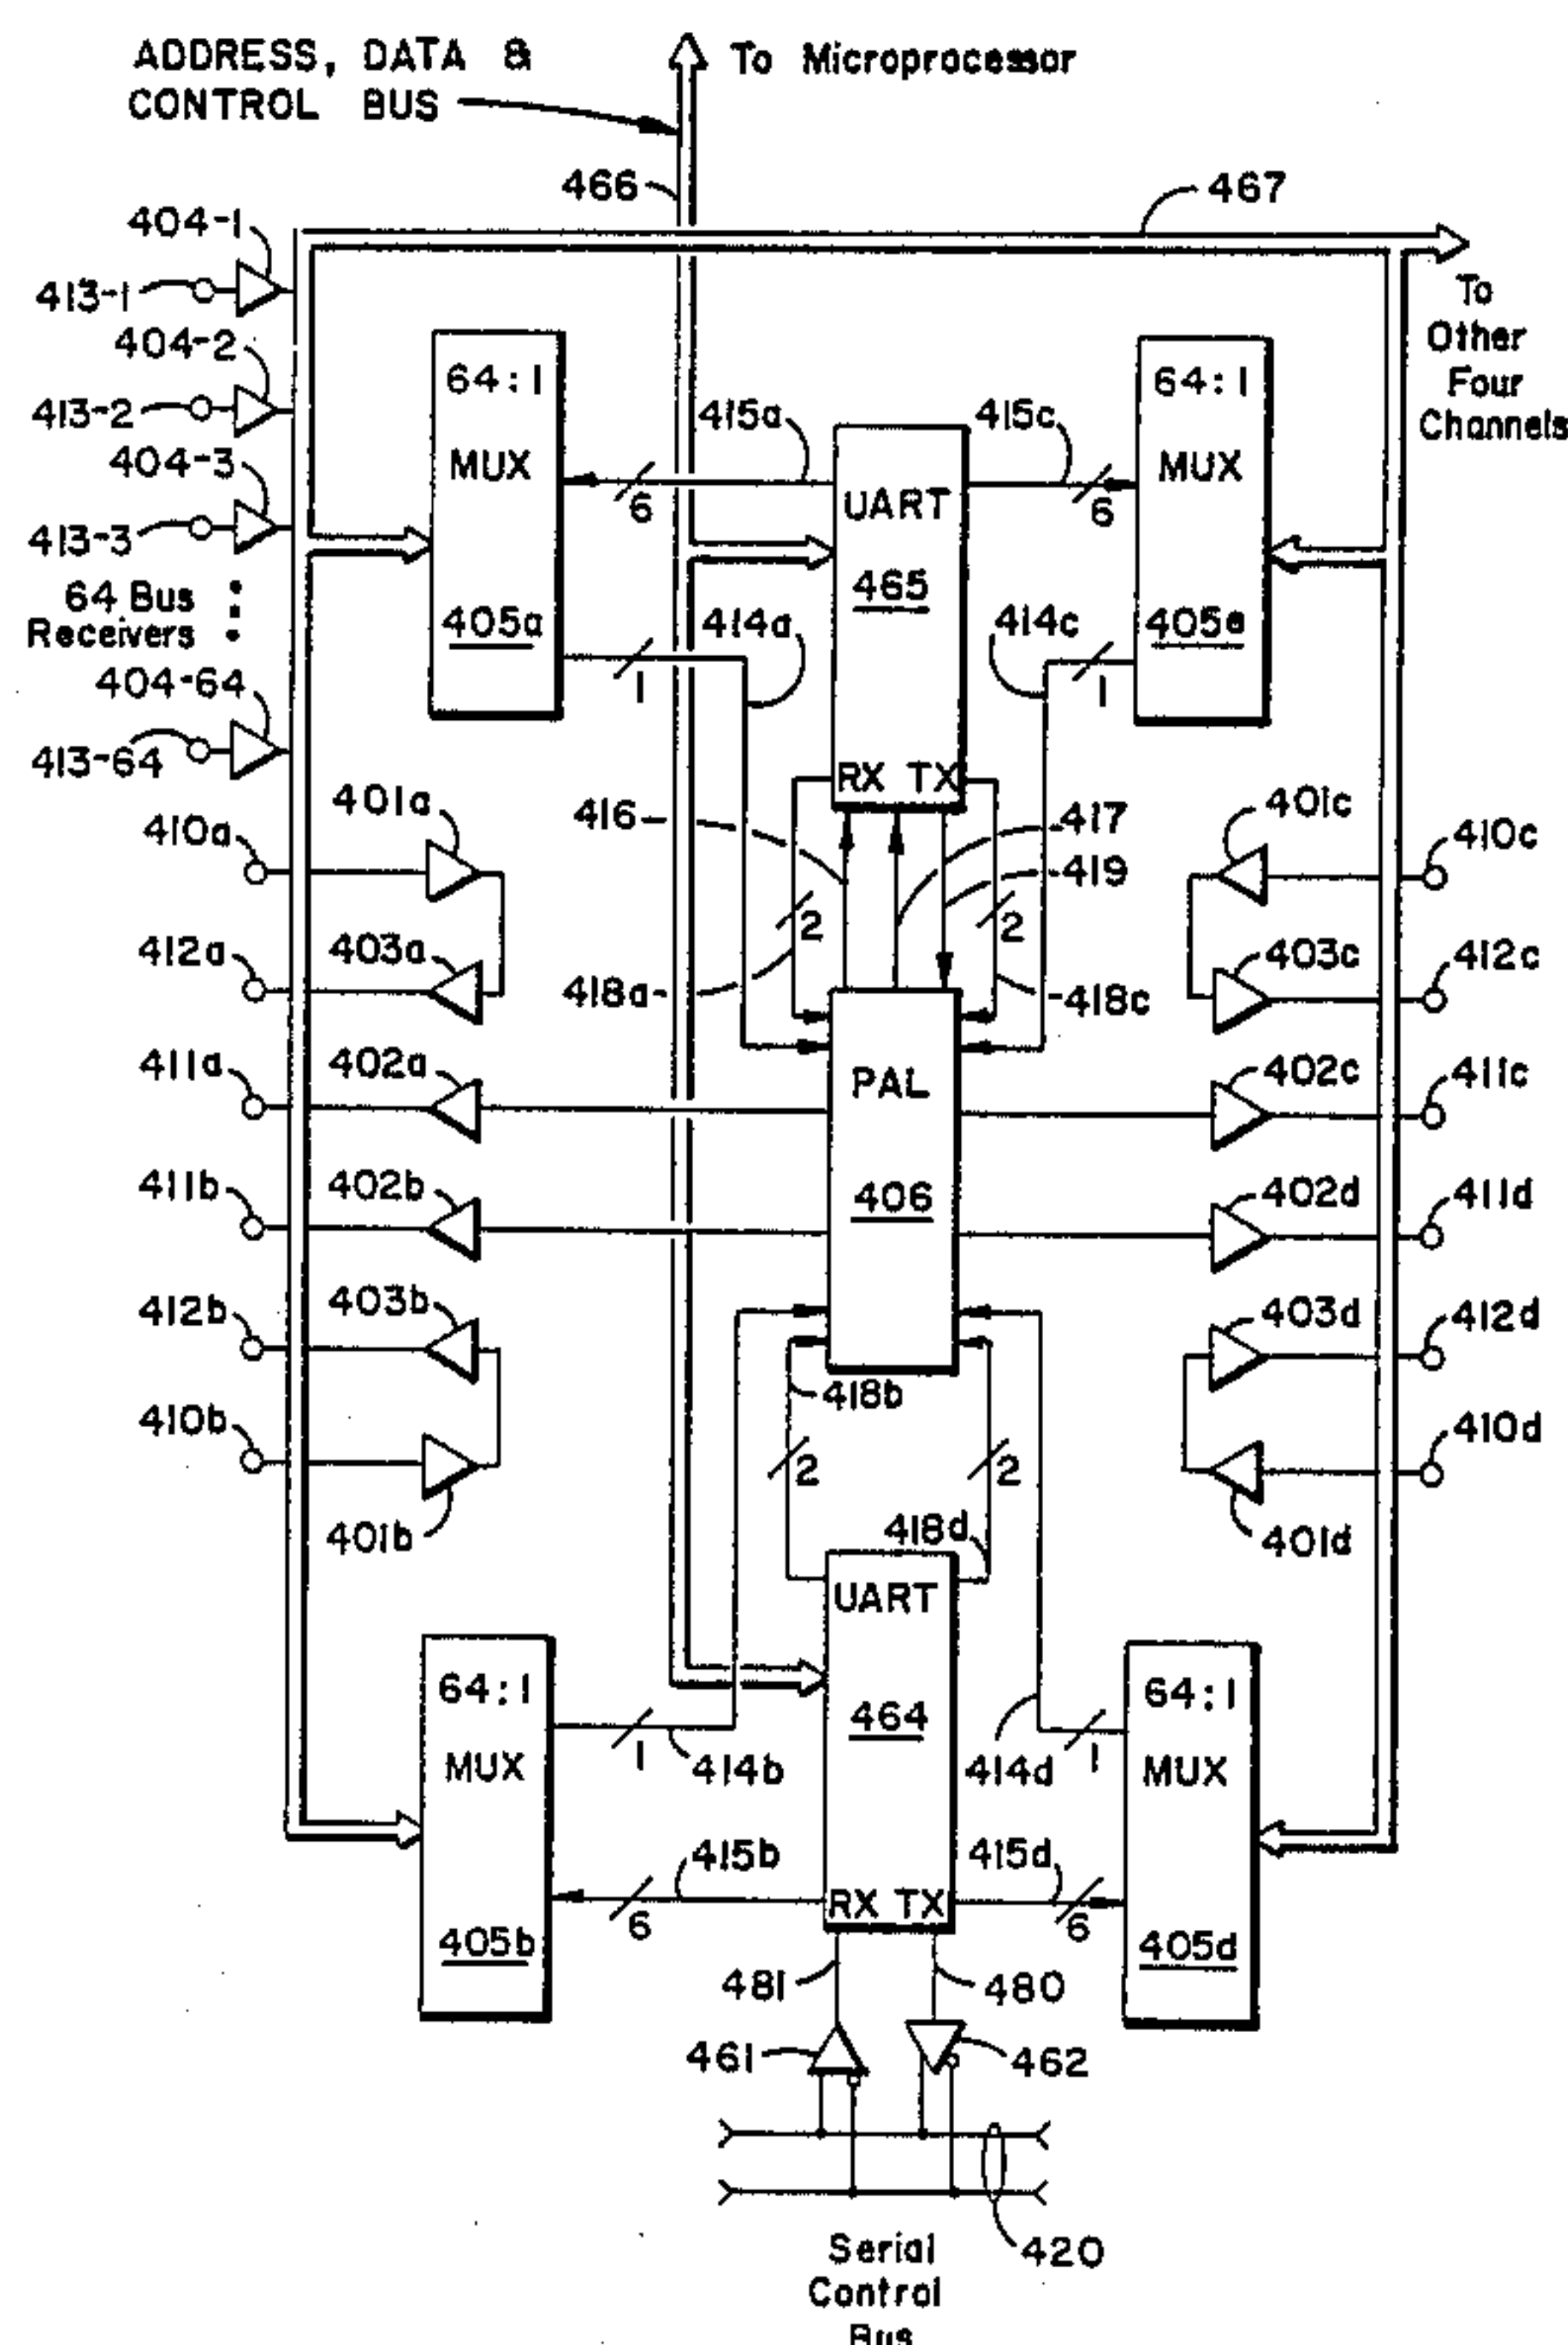 ADDRESS, DATA &
CONTROL BUS
To Microprocessor
466
467
404-1
413-1
404-2
413-2
404-3
413-3
64 Bus
Receivers
404-64
413-64
To
Other
Four
Channels
64:1
MUX
405a
415a
6
1
414a
UART
465
RX TX
415c
6
414c
1
64:1
MUX
405c
416
417
419
2
2
418a
418c
401a
410a
403a
412a
402a
411a
402b
411b
403b
412b
410b
401b
401c
410c
403c
412c
402c
411c
402d
411d
403d
412d
410d
401d
PAL
406
418b
2
2
418d
UART
464
RX TX
64:1
MUX
405b
1
414b
415b
6
414d
1
415d
6
64:1
MUX
405d
481
480
461
462
420
Serial
Control
Bus